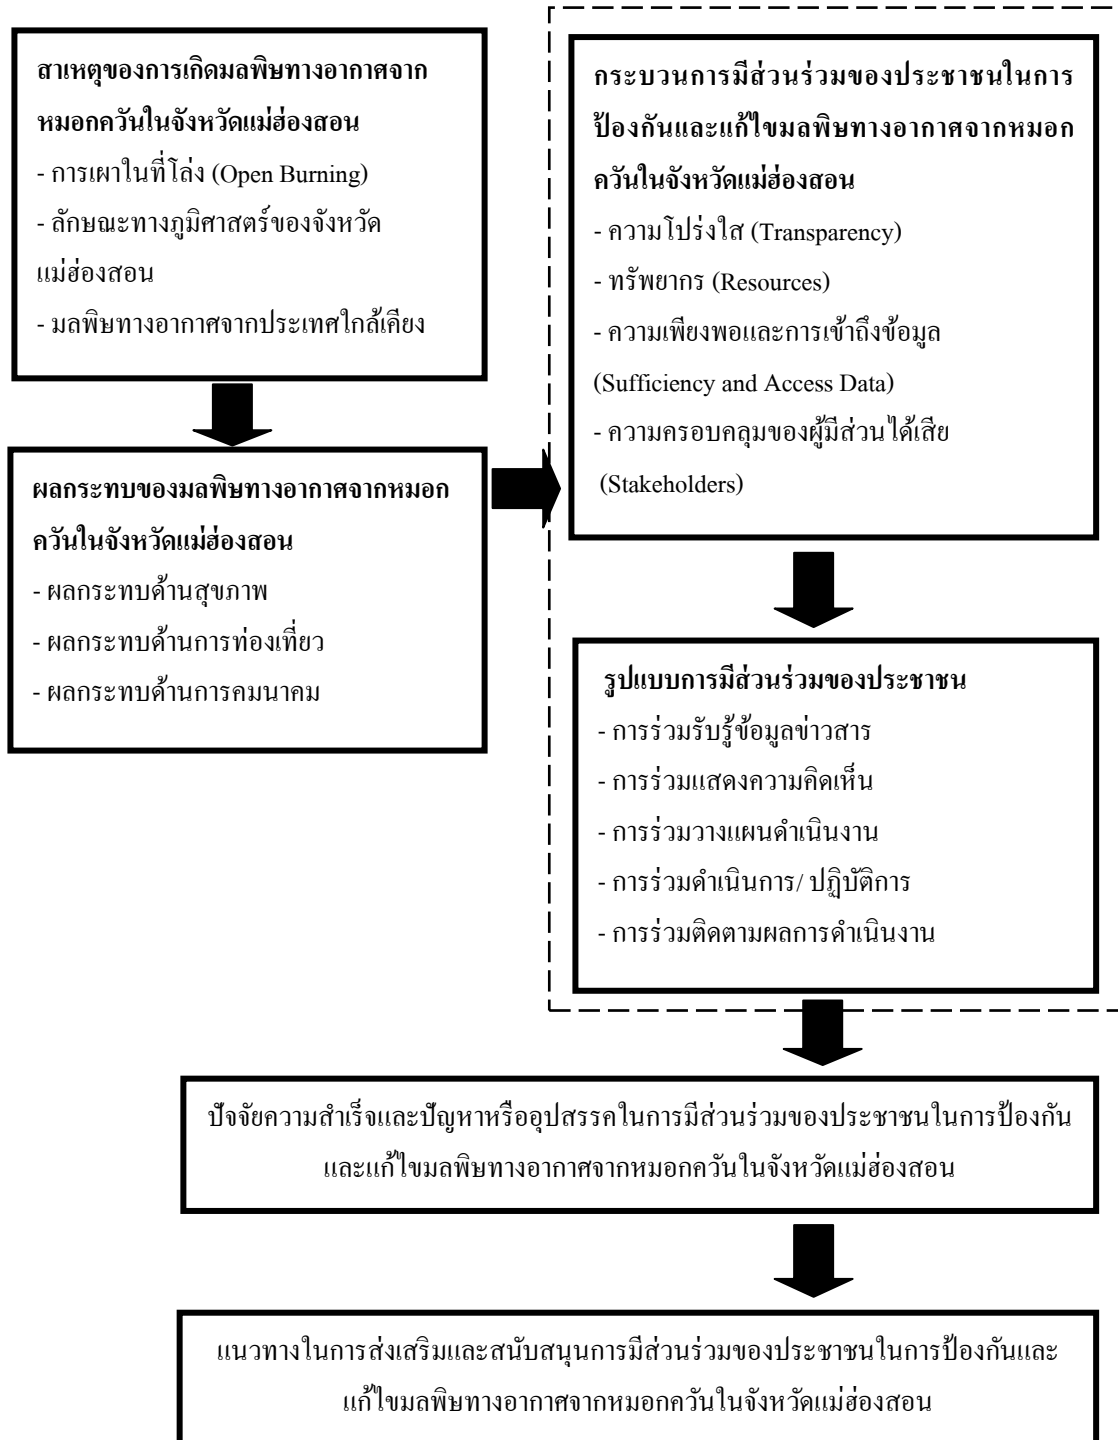 สาเหตุของการเกิดมลพิษทางอากาศจาก
หมอกควันในจังหวัดแม่ฮ่องสอน
- การเผาในที่โล่ง (Open Burning)
- ลักษณะทางภูมิศาสตร์ของจังหวัด
แม่ฮ่องสอน
- มลพิษทางอากาศจากประเทศใกล้เคียง
ผลกระทบของมลพิษทางอากาศจากหมอก
ควันในจังหวัดแม่ฮ่องสอน
- ผลกระทบด้านสุขภาพ
- ผลกระทบด้านการท่องเที่ยว
- ผลกระทบด้านการคมนาคม
กระบวนการมีส่วนร่วมของประชาชนในการ
ป้องกันและแก้ไขมลพิษทางอากาศจากหมอก
ควันในจังหวัดแม่ฮ่องสอน
- ความโปร่งใส (Transparency)
- ทรัพยากร (Resources)
- ความเพียงพอและการเข้าถึงข้อมูล
(Sufficiency and Access Data)
- ความครอบคลุมของผู้มีส่วนได้เสีย
(Stakeholders)
รูปแบบการมีส่วนร่วมของประชาชน
- การร่วมรับรู้ข้อมูลข่าวสาร
- การร่วมแสดงความคิดเห็น
- การร่วมวางแผนดำเนินงาน
- การร่วมดำเนินการ/ ปฏิบัติการ
- การร่วมติดตามผลการดำเนินงาน
ปัจจัยความสำเร็จและปัญหาหรืออุปสรรคในการมีส่วนร่วมของประชาชนในการป้องกัน
และแก้ไขมลพิษทางอากาศจากหมอกควันในจังหวัดแม่ฮ่องสอน
แนวทางในการส่งเสริมและสนับสนุนการมีส่วนร่วมของประชาชนในการป้องกันและ
แก้ไขมลพิษทางอากาศจากหมอกควันในจังหวัดแม่ฮ่องสอน